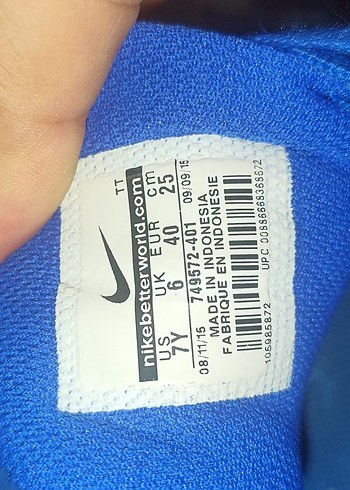 TT
nikebetterworld.com
US UK EUR cm
7Y 6 40 25
749572-401
08/11/15 09/09/15
MADE IN INDONESIA
FABRIQUE EN INDONESIE
UPC 00886668368672
105985872